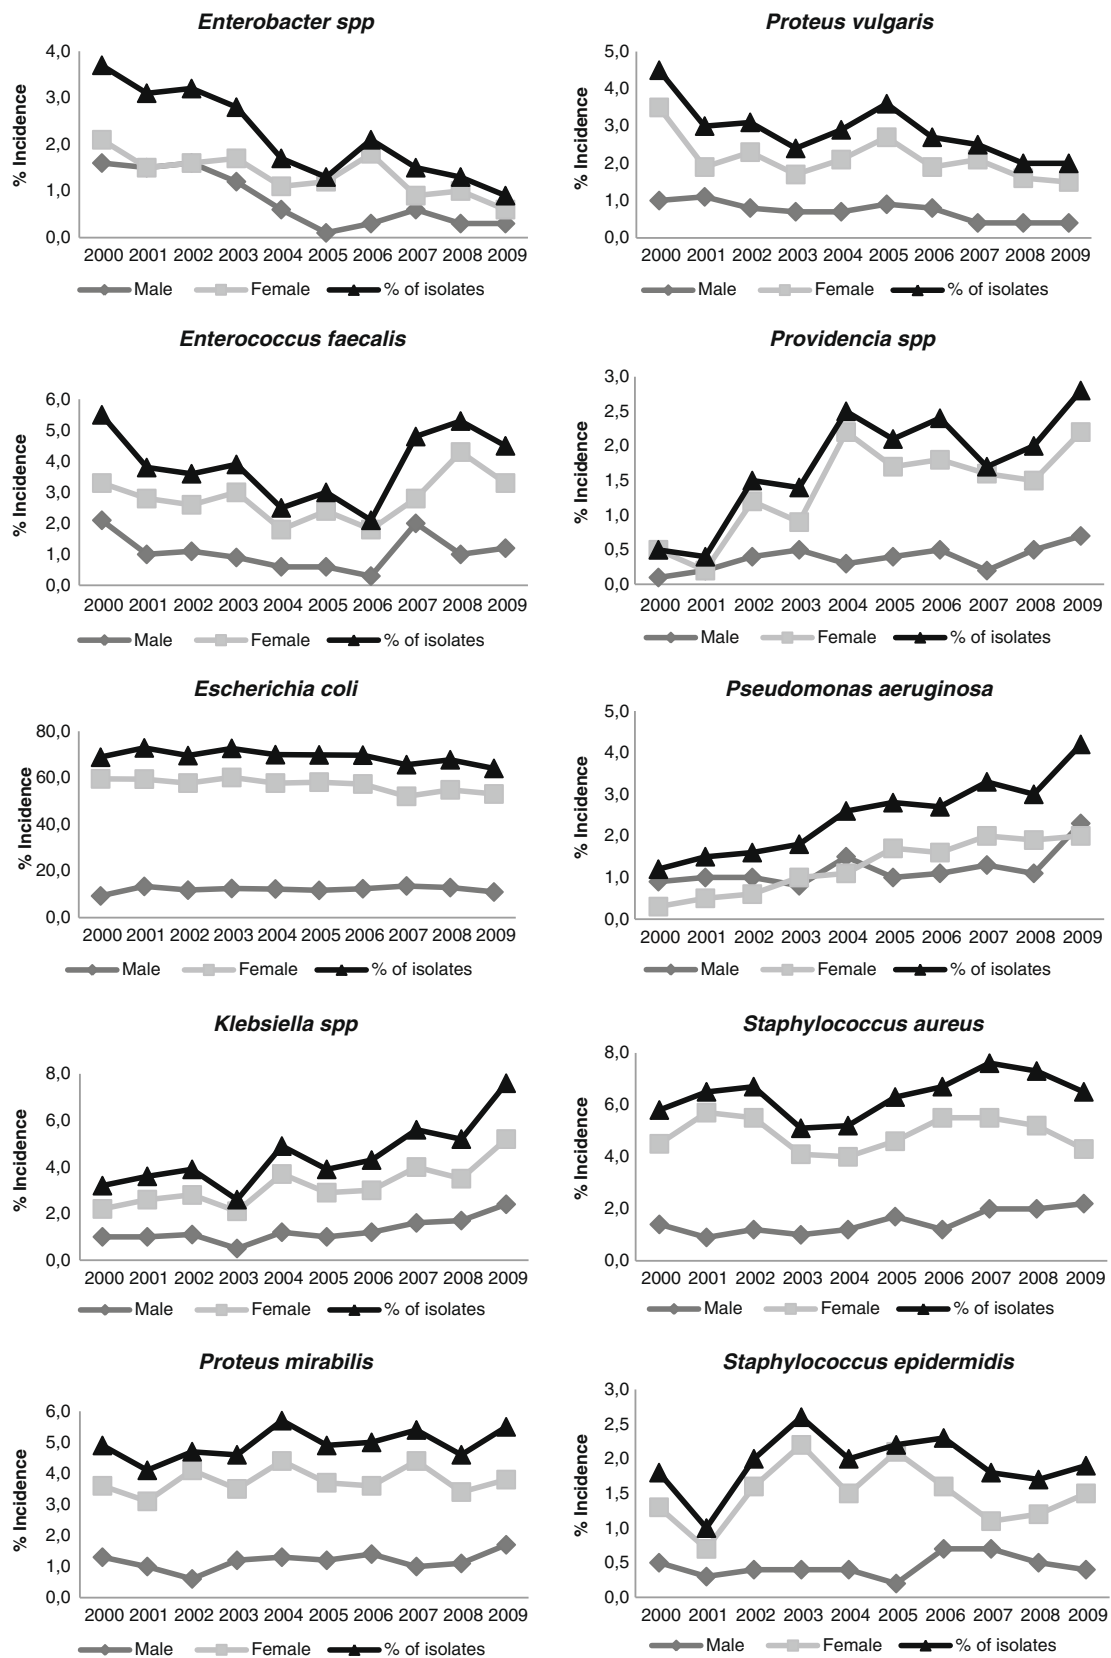 Enterobacter spp
4,0
3,0
2,0
1,0
0,0
% Incidence
2000 2001 2002 2003 2004 2005 2006 2007 2008 2009
Male Female % of isolates
Proteus vulgaris
5,0
4,0
3,0
2,0
1,0
0,0
% Incidence
2000 2001 2002 2003 2004 2005 2006 2007 2008 2009
Male Female % of isolates
Enterococcus faecalis
6,0
5,0
4,0
3,0
2,0
1,0
0,0
% Incidence
2000 2001 2002 2003 2004 2005 2006 2007 2008 2009
Male Female % of isolates
Providencia spp
3,0
2,5
2,0
1,5
1,0
0,5
0,0
% Incidence
2000 2001 2002 2003 2004 2005 2006 2007 2008 2009
Male Female % of isolates
Escherichia coli
80,0
60,0
40,0
20,0
0,0
% Incidence
2000 2001 2002 2003 2004 2005 2006 2007 2008 2009
Male Female % of isolates
Pseudomonas aeruginosa
5,0
4,0
3,0
2,0
1,0
0,0
% Incidence
2000 2001 2002 2003 2004 2005 2006 2007 2008 2009
Male Female % of isolates
Klebsiella spp
8,0
6,0
4,0
2,0
0,0
% Incidence
2000 2001 2002 2003 2004 2005 2006 2007 2008 2009
Male Female % of isolates
Staphylococcus aureus
8,0
6,0
4,0
2,0
0,0
% Incidence
2000 2001 2002 2003 2004 2005 2006 2007 2008 2009
Male Female % of isolates
Proteus mirabilis
6,0
5,0
4,0
3,0
2,0
1,0
0,0
% Incidence
2000 2001 2002 2003 2004 2005 2006 2007 2008 2009
Male Female % of isolates
Staphylococcus epidermidis
3,0
2,5
2,0
1,5
1,0
0,5
0,0
% Incidence
2000 2001 2002 2003 2004 2005 2006 2007 2008 2009
Male Female % of isolates